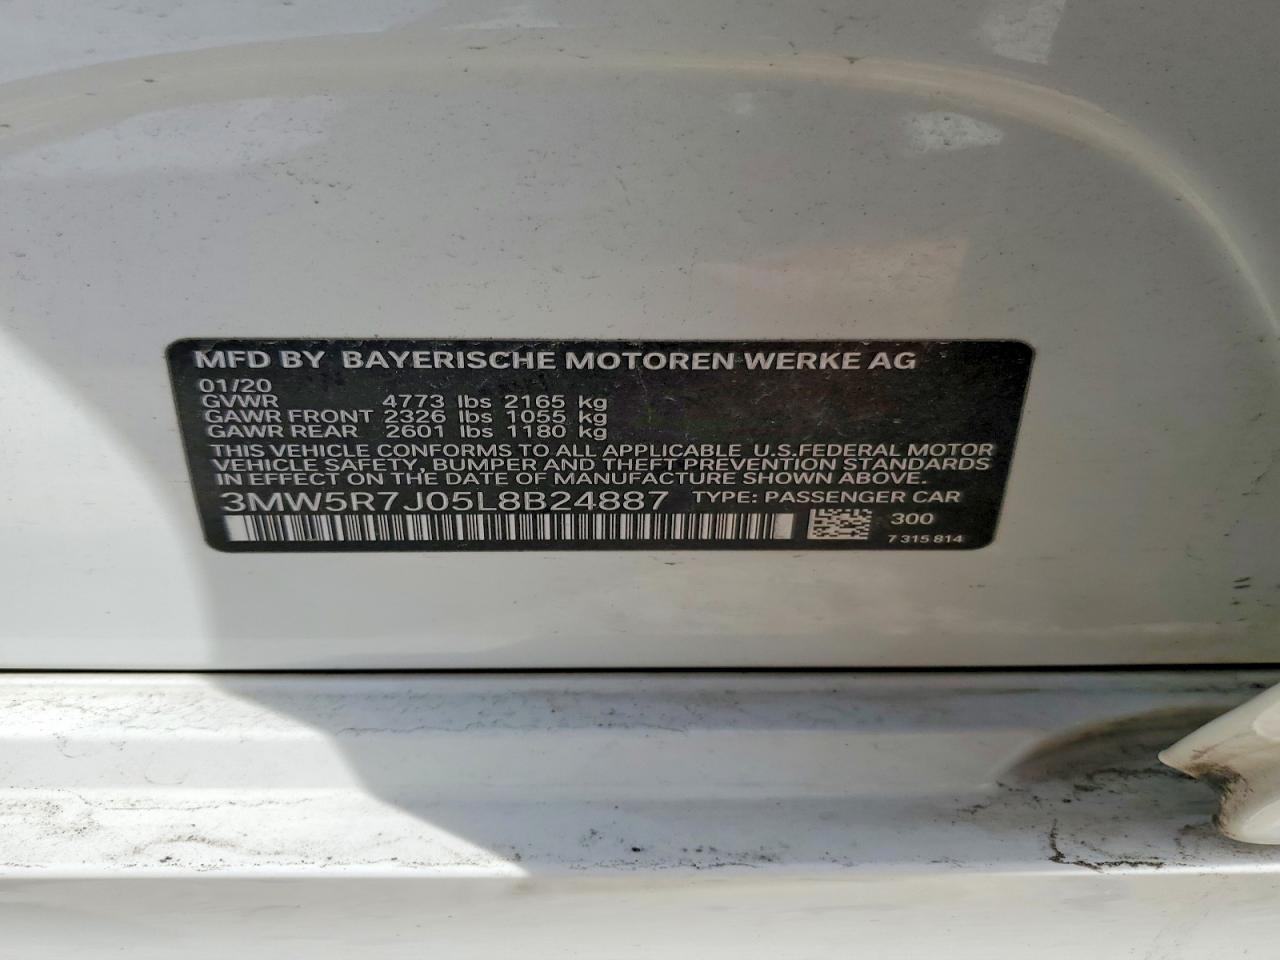 MFD BY BAYERISCHE MOTOREN WERKE AG
01/20
GVWR 4773 lbs 2165 kg
GAWR FRONT 2326 lbs 1055 kg
GAWR REAR 2601 lbs 1180 kg
THIS VEHICLE CONFORMS TO ALL APPLICABLE U.S.FEDERAL MOTOR
VEHICLE SAFETY, BUMPER AND THEFT PREVENTION STANDARDS
IN EFFECT ON THE DATE OF MANUFACTURE SHOWN ABOVE.
3MW5R7J05L8B24887 TYPE: PASSENGER CAR
300
7 315 814